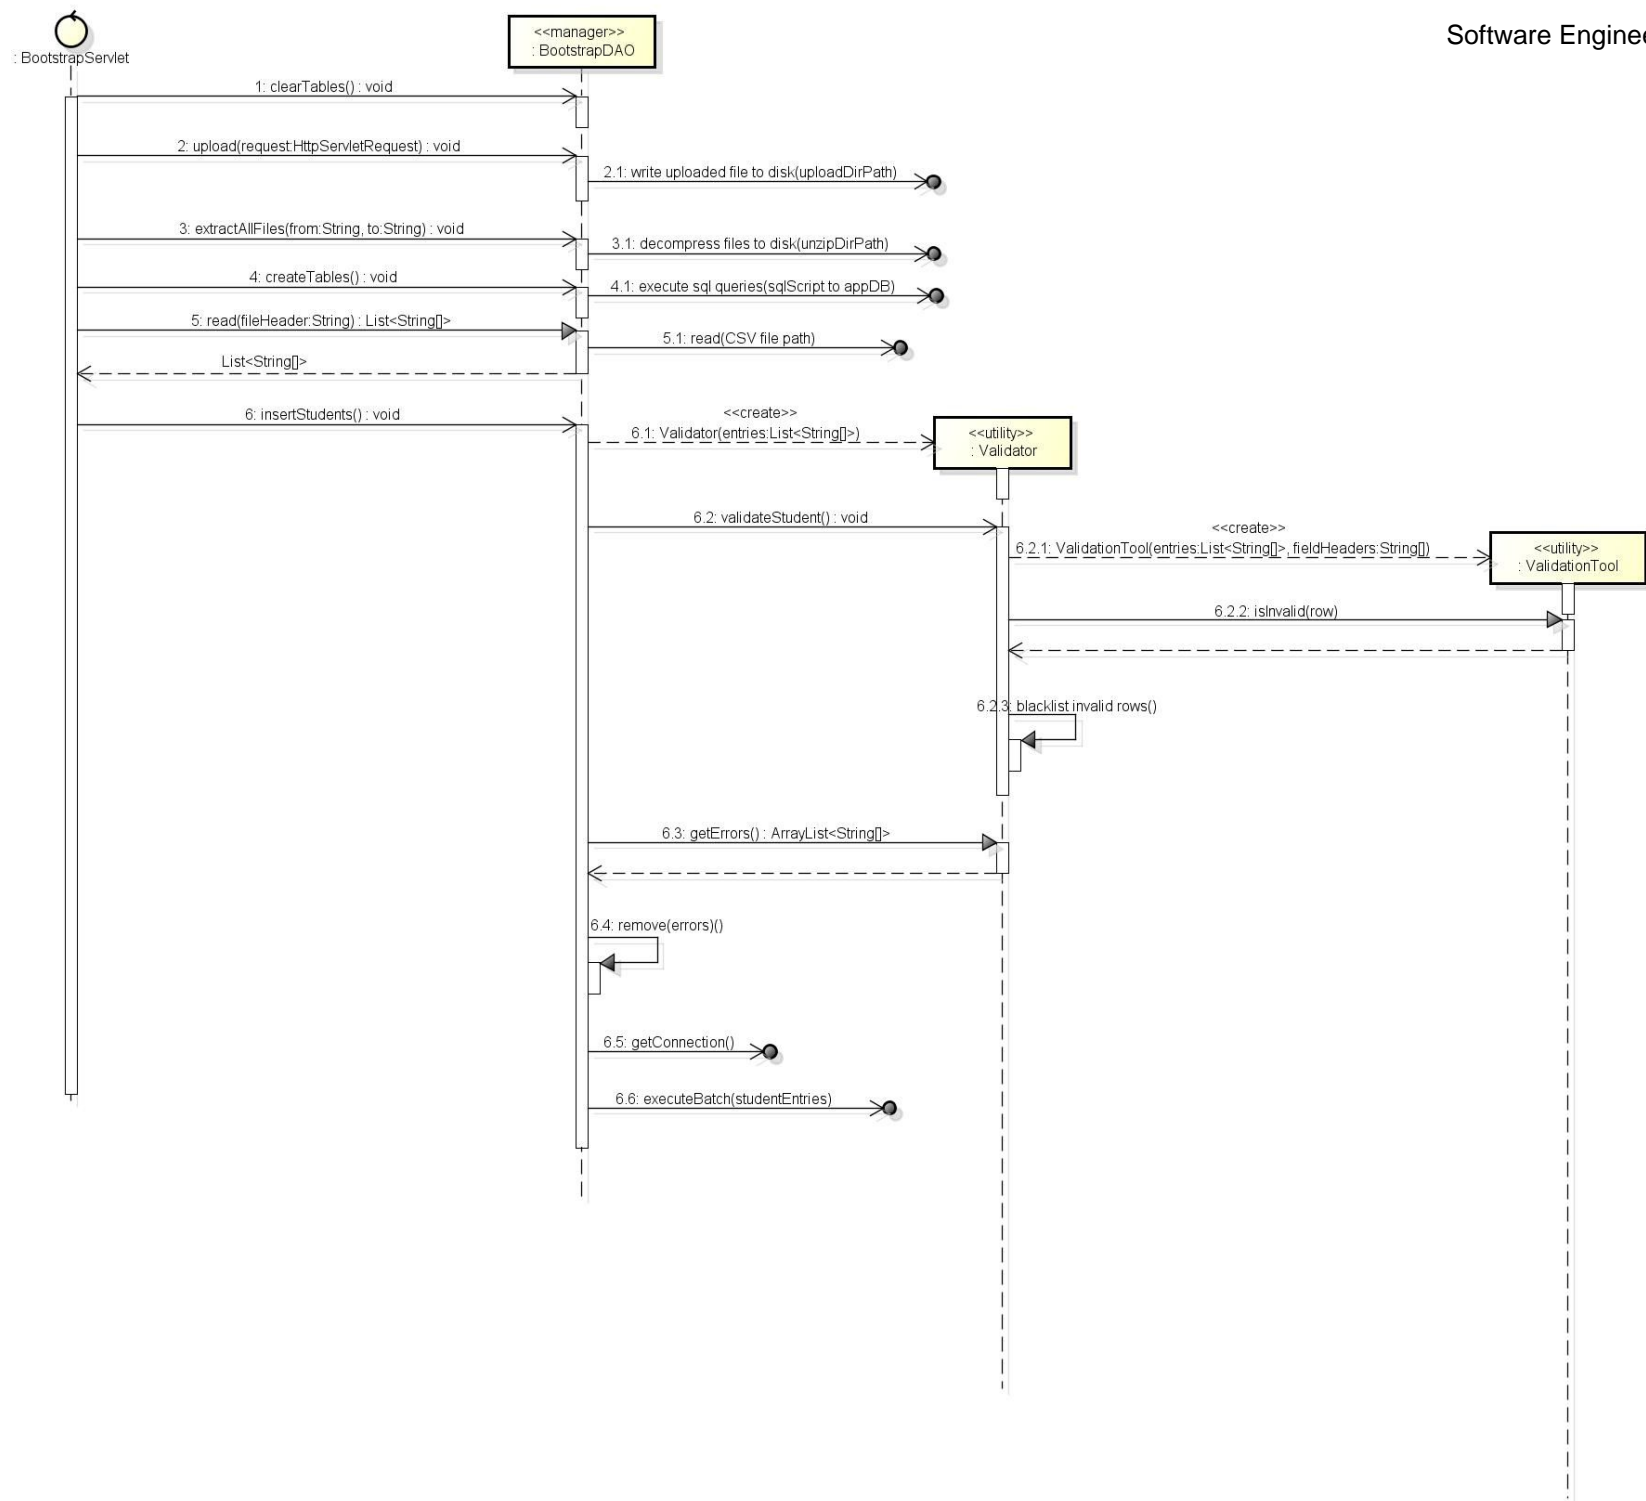 Software Enginee
: BootstrapServlet
<<manager>>
: BootstrapDAO
1: clearTables() : void
2: upload(request:HttpServletRequest) : void
2.1: write uploaded file to disk(uploadDirPath)
3: extractAllFiles(from:String, to:String) : void
3.1: decompress files to disk(unzipDirPath)
4: createTables() : void
4.1: execute sql queries(sqlScript to appDB)
5: read(fileHeader:String) : List<String[]>
5.1: read(CSV file path)
List<String[]>
6: insertStudents() : void
<<create>>
6.1: Validator(entries:List<String[]>)
<<utility>>
: Validator
6.2: validateStudent() : void
<<create>>
6.2.1: ValidationTool(entries:List<String[]>, fieldHeaders:String[])
<<utility>>
: ValidationTool
6.2.2: isInvalid(row)
6.2.3: blacklist invalid rows()
6.3: getErrors() : ArrayList<String[]>
6.4: remove(errors)()
6.5: getConnection()
6.6: executeBatch(studentEntries)